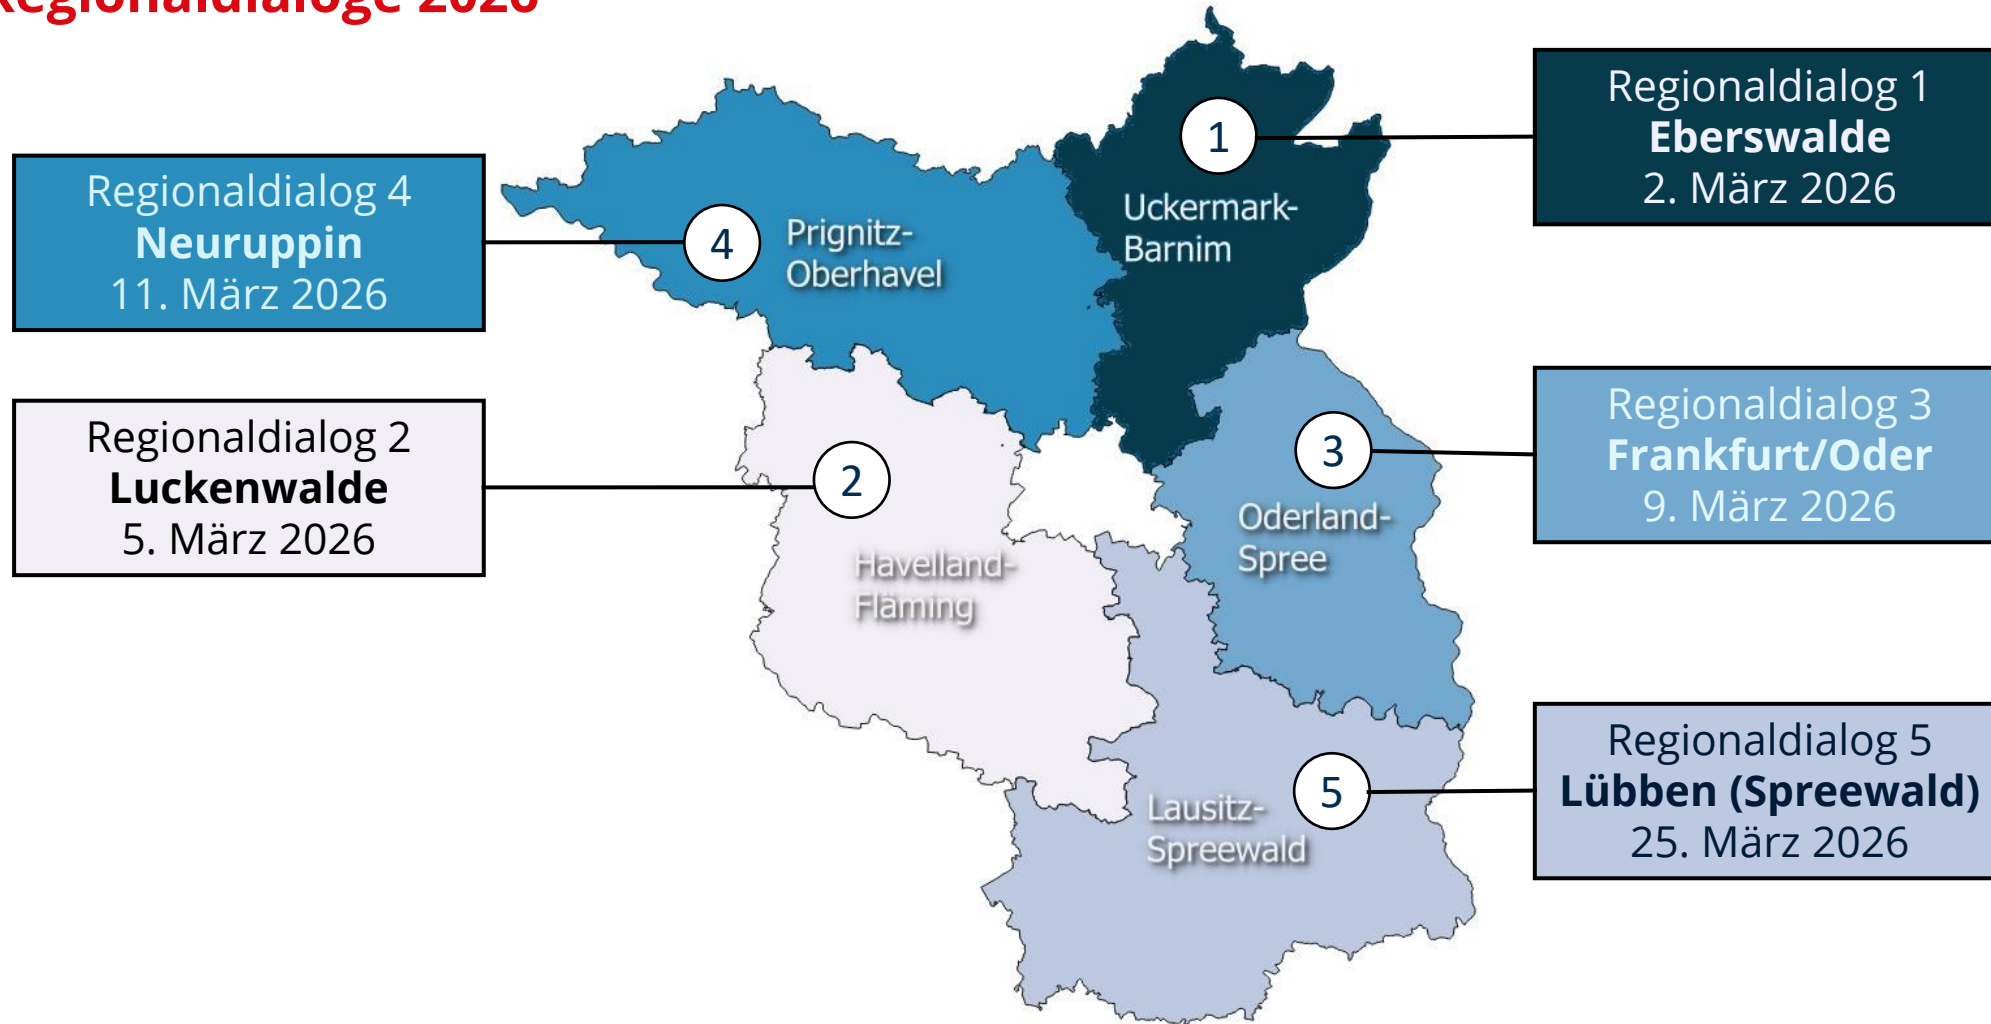 Regionaldialoge 2026
Regionaldialog 1
Eberswalde
2. März 2026
1
Uckermark-
Barnim
Regionaldialog 4
Neuruppin
11. März 2026
4
Prignitz-
Oberhavel
Regionaldialog 3
Frankfurt/Oder
9. März 2026
3
Oderland-
Spree
Regionaldialog 2
Luckenwalde
5. März 2026
2
Havelland-
Fläming
Regionaldialog 5
Lübben (Spreewald)
25. März 2026
5
Lausitz-
Spreewald